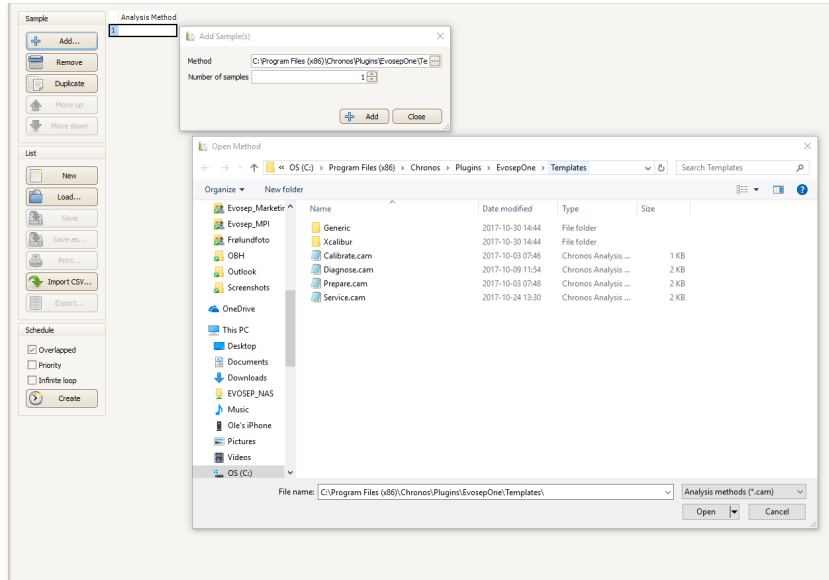 Sample
Add...
Remove
Duplicate
Move up
Move down
List
New
Load...
Save
Save as...
Print...
Import CSV...
Export...
Schedule
Overlapped
Priority
Infinite loop
Create
Analysis Method
1
Add Sample(s)
Method C:\Program Files (x86)\Chronos\Plugins\EvosepOne\Te ...
Number of samples 1
Add Close
Open Method
« OS (C:) › Program Files (x86) › Chronos › Plugins › EvosepOne › Templates Search Templates
Organize New folder
Evosep_Marketir
Evosep_MPI
Frølundfoto
OBH
Outlook
Screenshots
OneDrive
This PC
Desktop
Documents
Downloads
EVOSEP_NAS
Music
Ole's iPhone
Pictures
Videos
OS (C:)
Name Date modified Type Size
Generic 2017-10-30 14:44 File folder
Xcalibur 2017-10-30 14:44 File folder
Calibrate.cam 2017-10-03 07:46 Chronos Analysis ... 1 KB
Diagnose.cam 2017-10-09 11:54 Chronos Analysis ... 2 KB
Prepare.cam 2017-10-03 07:48 Chronos Analysis ... 2 KB
Service.cam 2017-10-24 13:30 Chronos Analysis ... 2 KB
File name: C:\Program Files (x86)\Chronos\Plugins\EvosepOne\Templates\ Analysis methods (*.cam)
Open Cancel